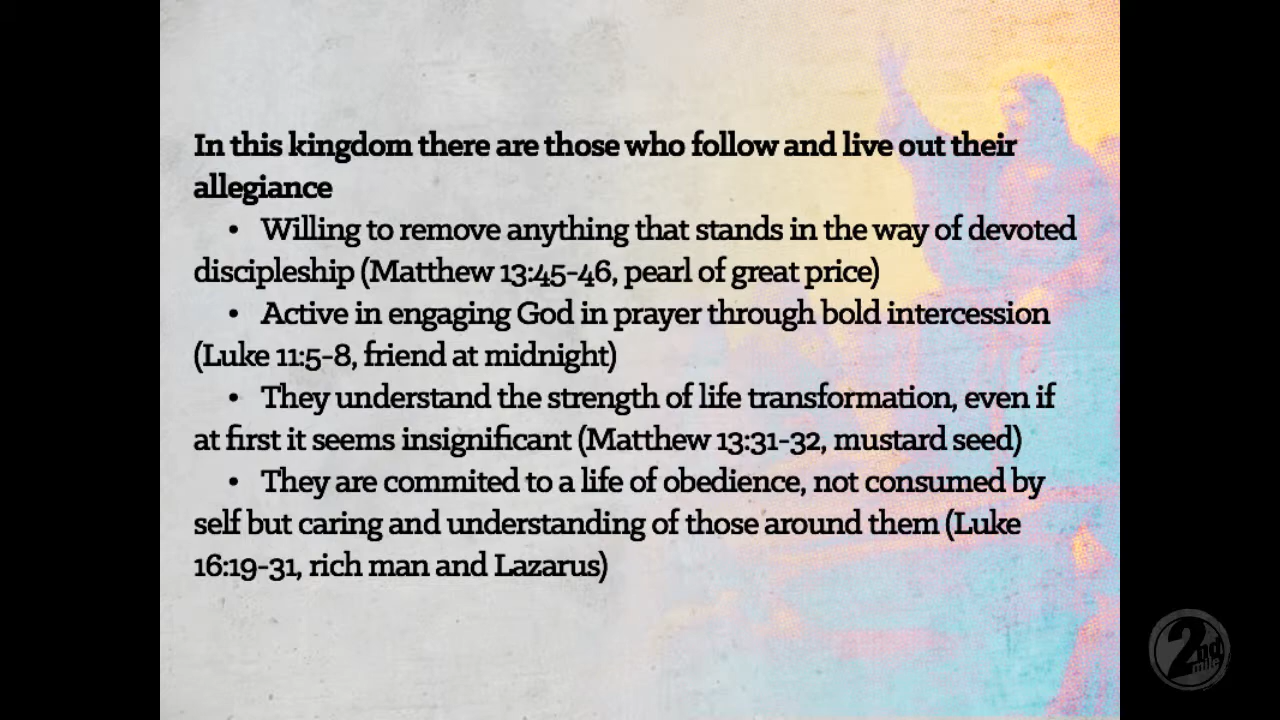 In this kingdom there are those who follow and live out their
allegiance
• Willing to remove anything that stands in the way of devoted
discipleship (Matthew 13:45-46, pearl of great price)
• Active in engaging God in prayer through bold intercession
(Luke 11:5-8, friend at midnight)
• They understand the strength of life transformation, even if
at first it seems insignificant (Matthew 13:31-32, mustard seed)
• They are commited to a life of obedience, not consumed by
self but caring and understanding of those around them (Luke
16:19-31, rich man and Lazarus)
2nd
mile